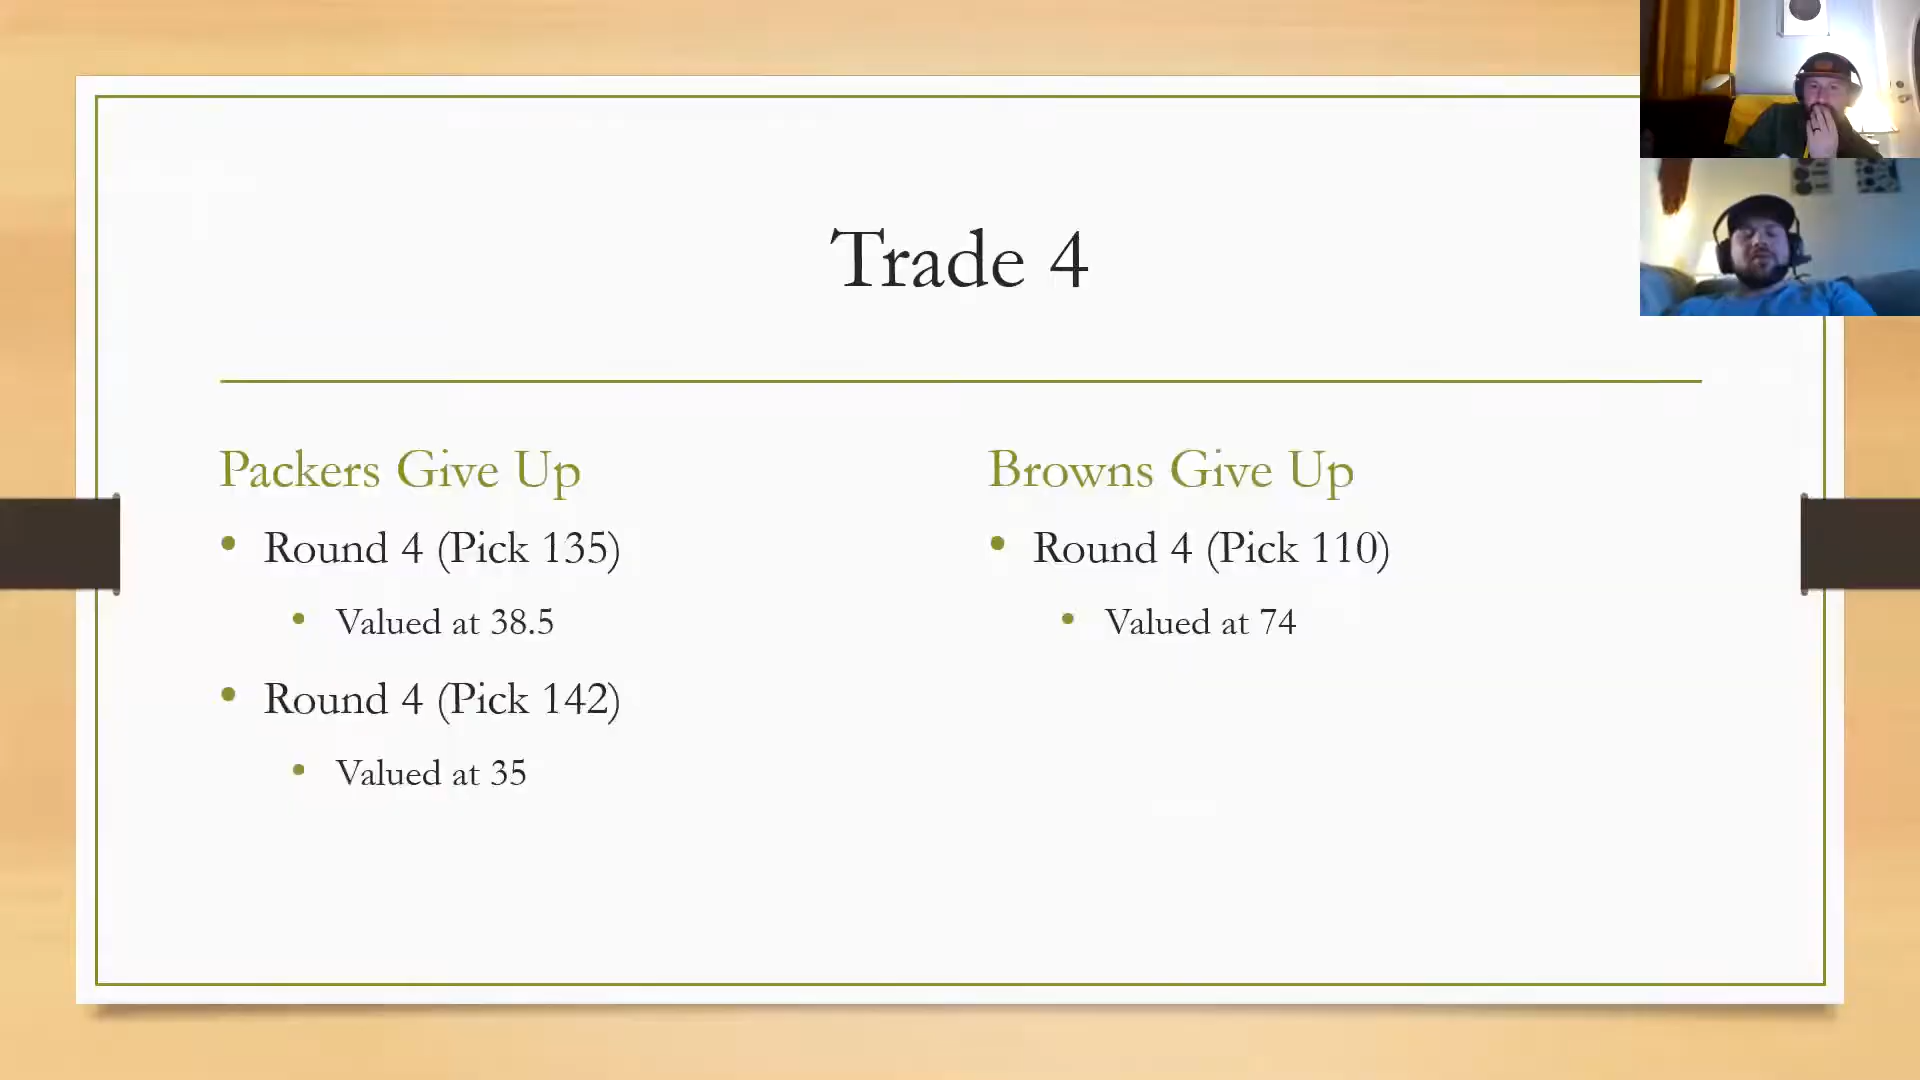 Trade 4
Packers Give Up
Round 4 (Pick 135)
Valued at 38.5
Round 4 (Pick 142)
Valued at 35
Browns Give Up
Round 4 (Pick 110)
Valued at 74